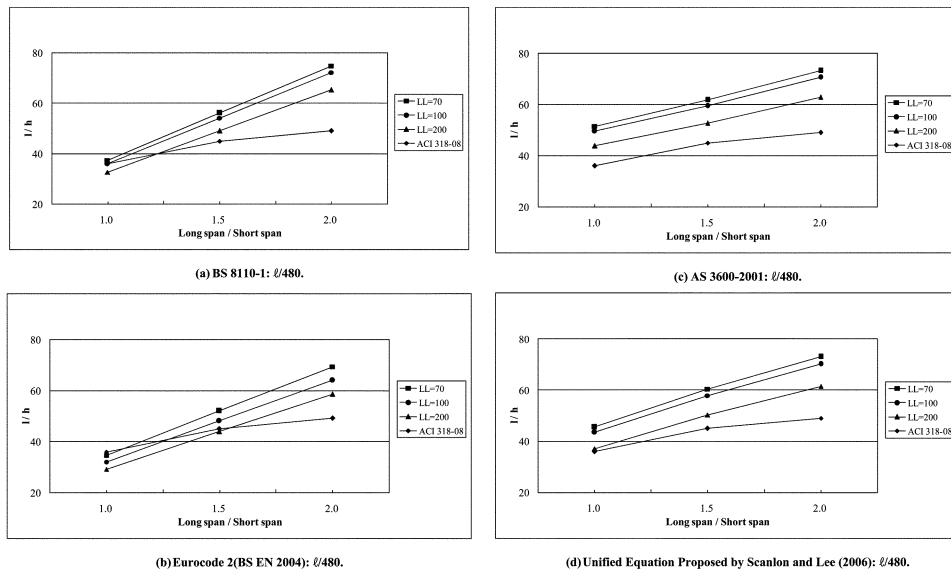 80
60
40
20
l / h
1.0 1.5 2.0
Long span / Short span
LL=70
LL=100
LL=200
ACI 318-08
(a) BS 8110-1: ℓ/480.
80
60
40
20
l / h
1.0 1.5 2.0
Long span / Short span
LL=70
LL=100
LL=200
ACI 318-08
(c) AS 3600-2001: ℓ/480.
80
60
40
20
l / h
1.0 1.5 2.0
Long span / Short span
LL=70
LL=100
LL=200
ACI 318-08
(b) Eurocode 2(BS EN 2004): ℓ/480.
80
60
40
20
l / h
1.0 1.5 2.0
Long span / Short span
LL=70
LL=100
LL=200
ACI 318-08
(d) Unified Equation Proposed by Scanlon and Lee (2006): ℓ/480.